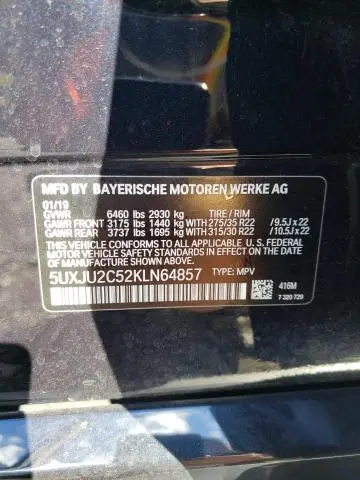 MFD BY BAYERISCHE MOTOREN WERKE AG
01/19
GVWR 6460 lbs 2930 kg TIRE / RIM
GAWR FRONT 3175 lbs 1440 kg WITH 275/35 R22 /9.5J x 22
GAWR REAR 3737 lbs 1695 kg WITH 315/30 R22 /10.5J x 22
THIS VEHICLE CONFORMS TO ALL APPLICABLE U.S. FEDERAL
MOTOR VEHICLE SAFETY STANDARDS IN EFFECT ON THE DATE
OF MANUFACTURE SHOWN ABOVE.
5UXJU2C52KLN64857 TYPE: MPV
416M
7 320 729